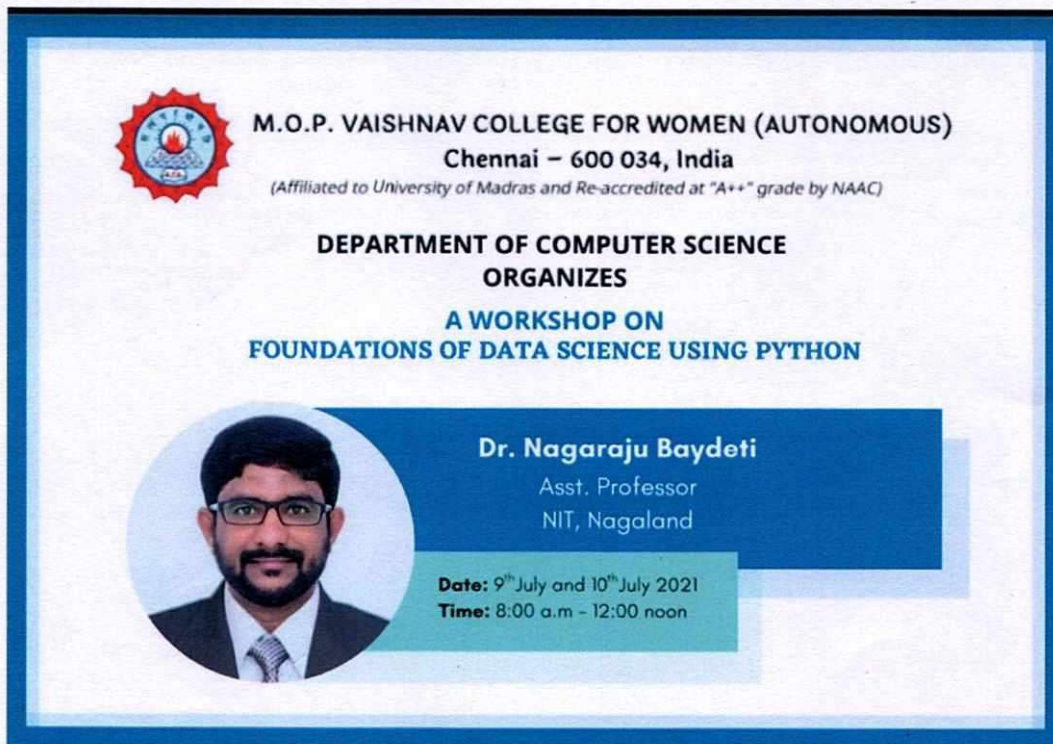 M.O.P. VAISHNAV COLLEGE FOR WOMEN (AUTONOMOUS)
Chennai – 600 034, India
(Affiliated to University of Madras and Re-accredited at "A++" grade by NAAC)
DEPARTMENT OF COMPUTER SCIENCE
ORGANIZES
A WORKSHOP ON
FOUNDATIONS OF DATA SCIENCE USING PYTHON
Dr. Nagaraju Baydeti
Asst. Professor
NIT, Nagaland
Date: 9th July and 10th July 2021
Time: 8:00 a.m - 12:00 noon